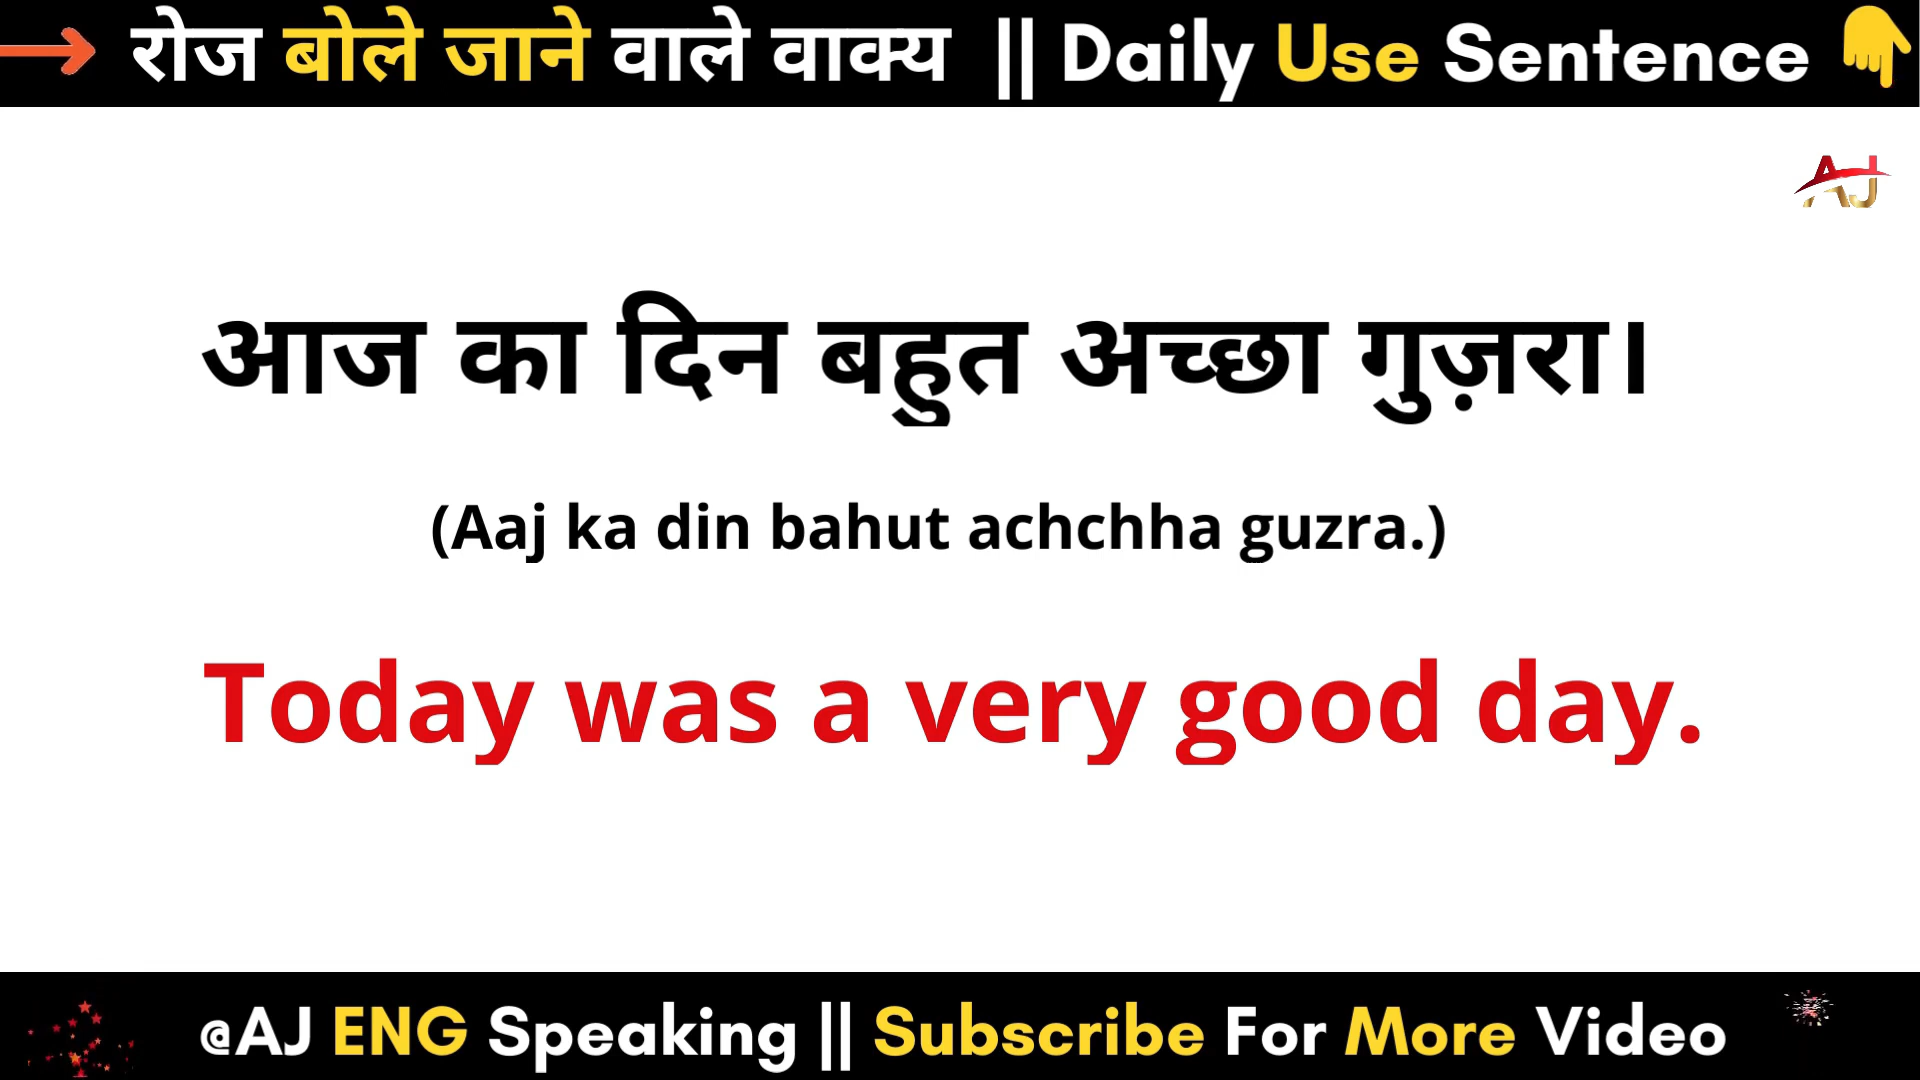 रोज बोले जाने वाले वाक्य || Daily Use Sentence
AJ
आज का दिन बहुत अच्छा गुज़रा।
(Aaj ka din bahut achchha guzra.)
Today was a very good day.
@AJ ENG Speaking || Subscribe For More Video